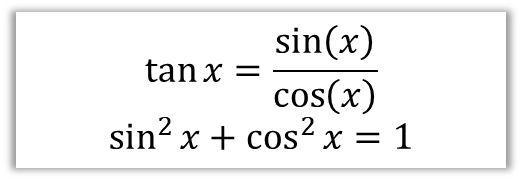 tan x = sin(x) / cos(x)
sin² x + cos² x = 1